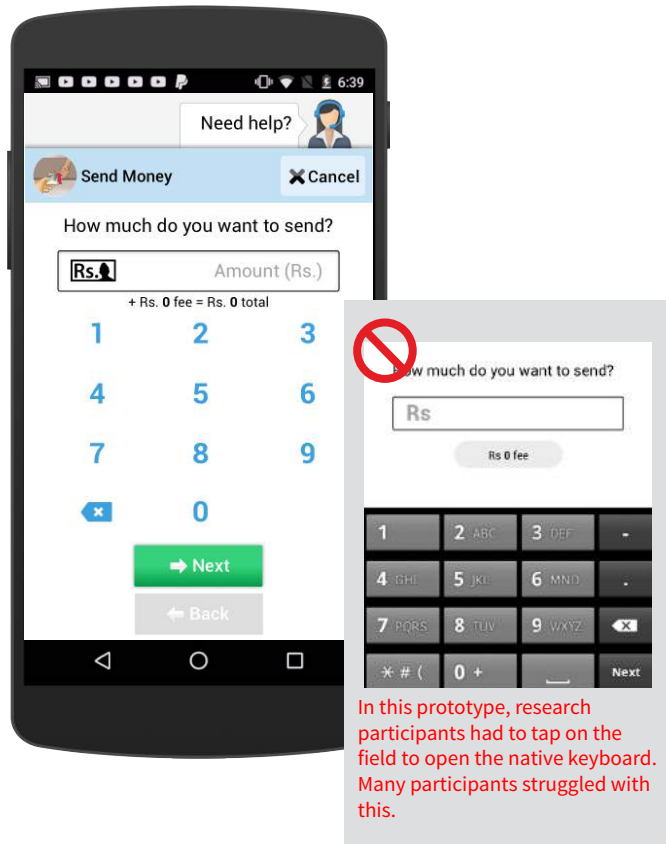 6:39
Need help?
Send Money
Cancel
How much do you want to send?
Rs. Amount (Rs.)
+ Rs. 0 fee = Rs. 0 total
1 2 3
4 5 6
7 8 9
0
Next
Back
How much do you want to send?
Rs
Rs 0 fee
1 2 ABC 3 DEF -
4 GHI 5 JKL 6 MNO .
7 PQRS 8 TUV 9 WXYZ
* # ( 0 + Next
In this prototype, research
participants had to tap on the
field to open the native keyboard.
Many participants struggled with
this.